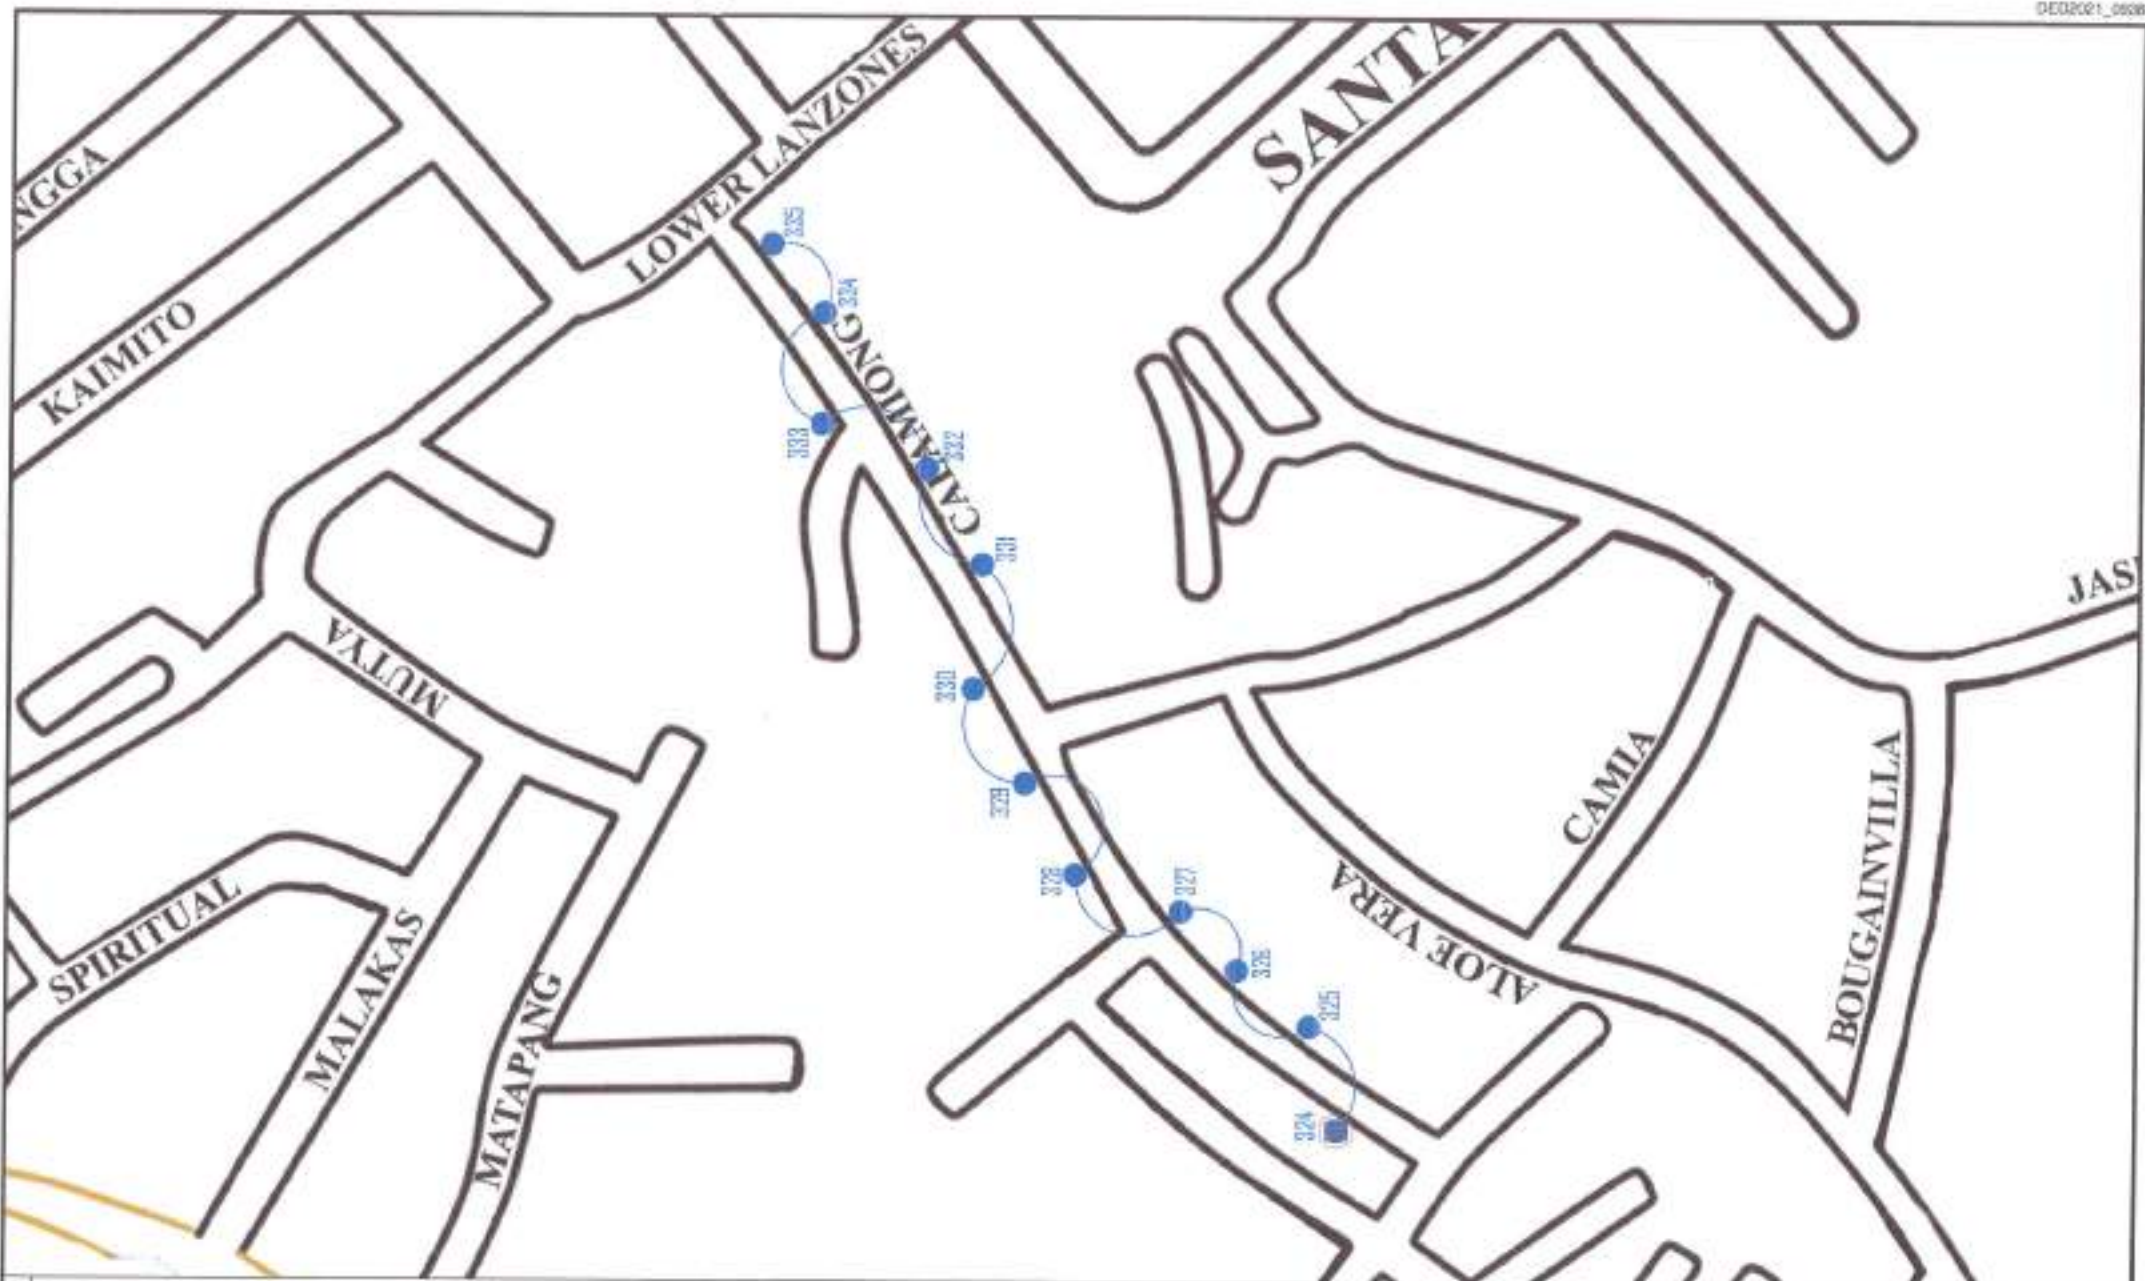 SANTA
LOWER LANZONES
NGGA
KAIMITO
CALAMIONGG
335
334
333
332
331
330
329
328
327
326
325
324
MUTYA
JAS
CAMIA
BOUGAINVILLA
ALOE VERA
SPIRITUAL
MALAKAS
MATAPANG